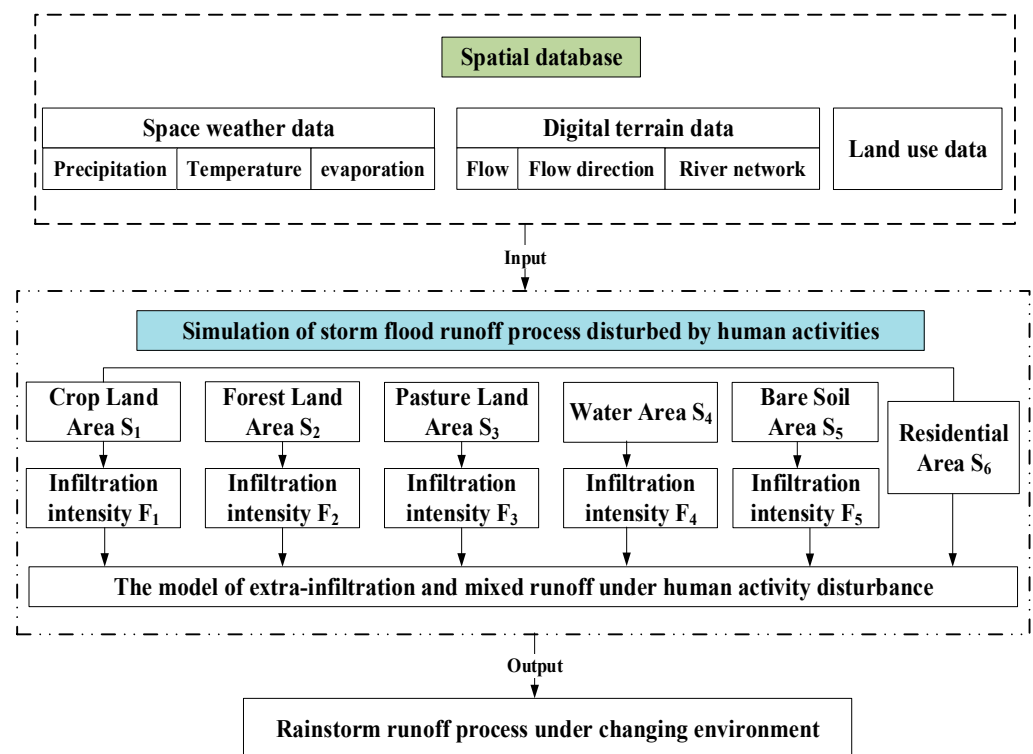 Spatial database
Space weather data
Precipitation Temperature evaporation
Digital terrain data
Flow Flow direction River network
Land use data
Input
Simulation of storm flood runoff process disturbed by human activities
Crop Land
Area S₁
Forest Land
Area S₂
Pasture Land
Area S₃
Water Area S₄
Bare Soil
Area S₅
Residential
Area S₆
Infiltration
intensity F₁
Infiltration
intensity F₂
Infiltration
intensity F₃
Infiltration
intensity F₄
Infiltration
intensity F₅
The model of extra-infiltration and mixed runoff under human activity disturbance
Output
Rainstorm runoff process under changing environment